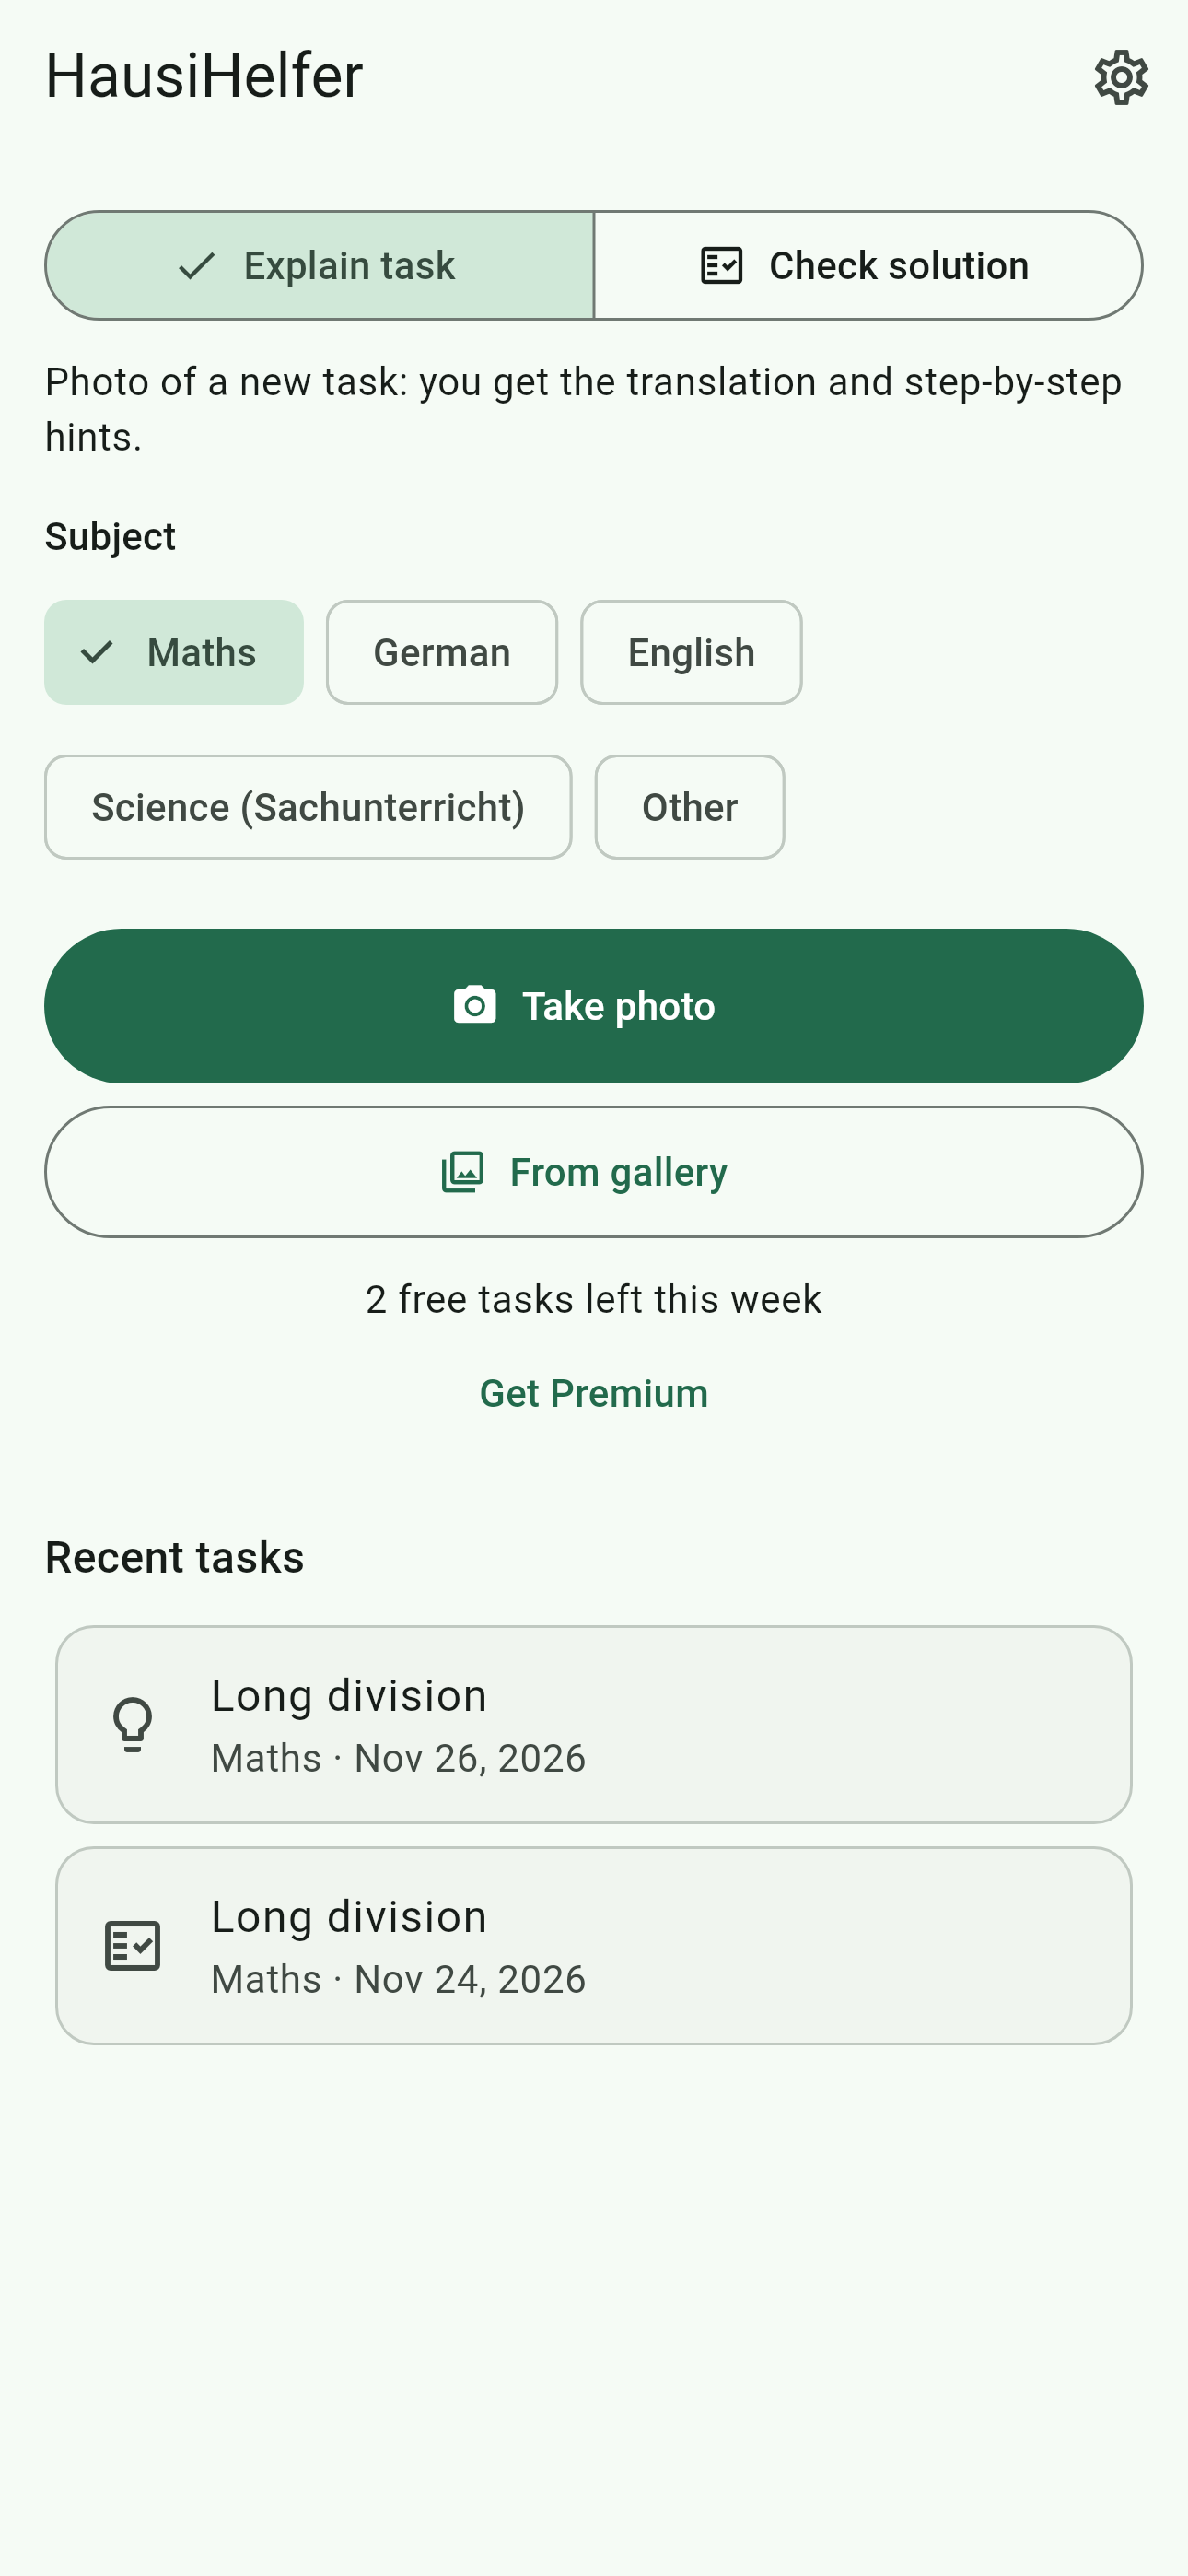 HausiHelfer
Explain task
Check solution
Photo of a new task: you get the translation and step-by-step
hints.
Subject
Maths
German
English
Science (Sachunterricht)
Other
Take photo
From gallery
2 free tasks left this week
Get Premium
Recent tasks
Long division
Maths · Nov 26, 2026
Long division
Maths · Nov 24, 2026